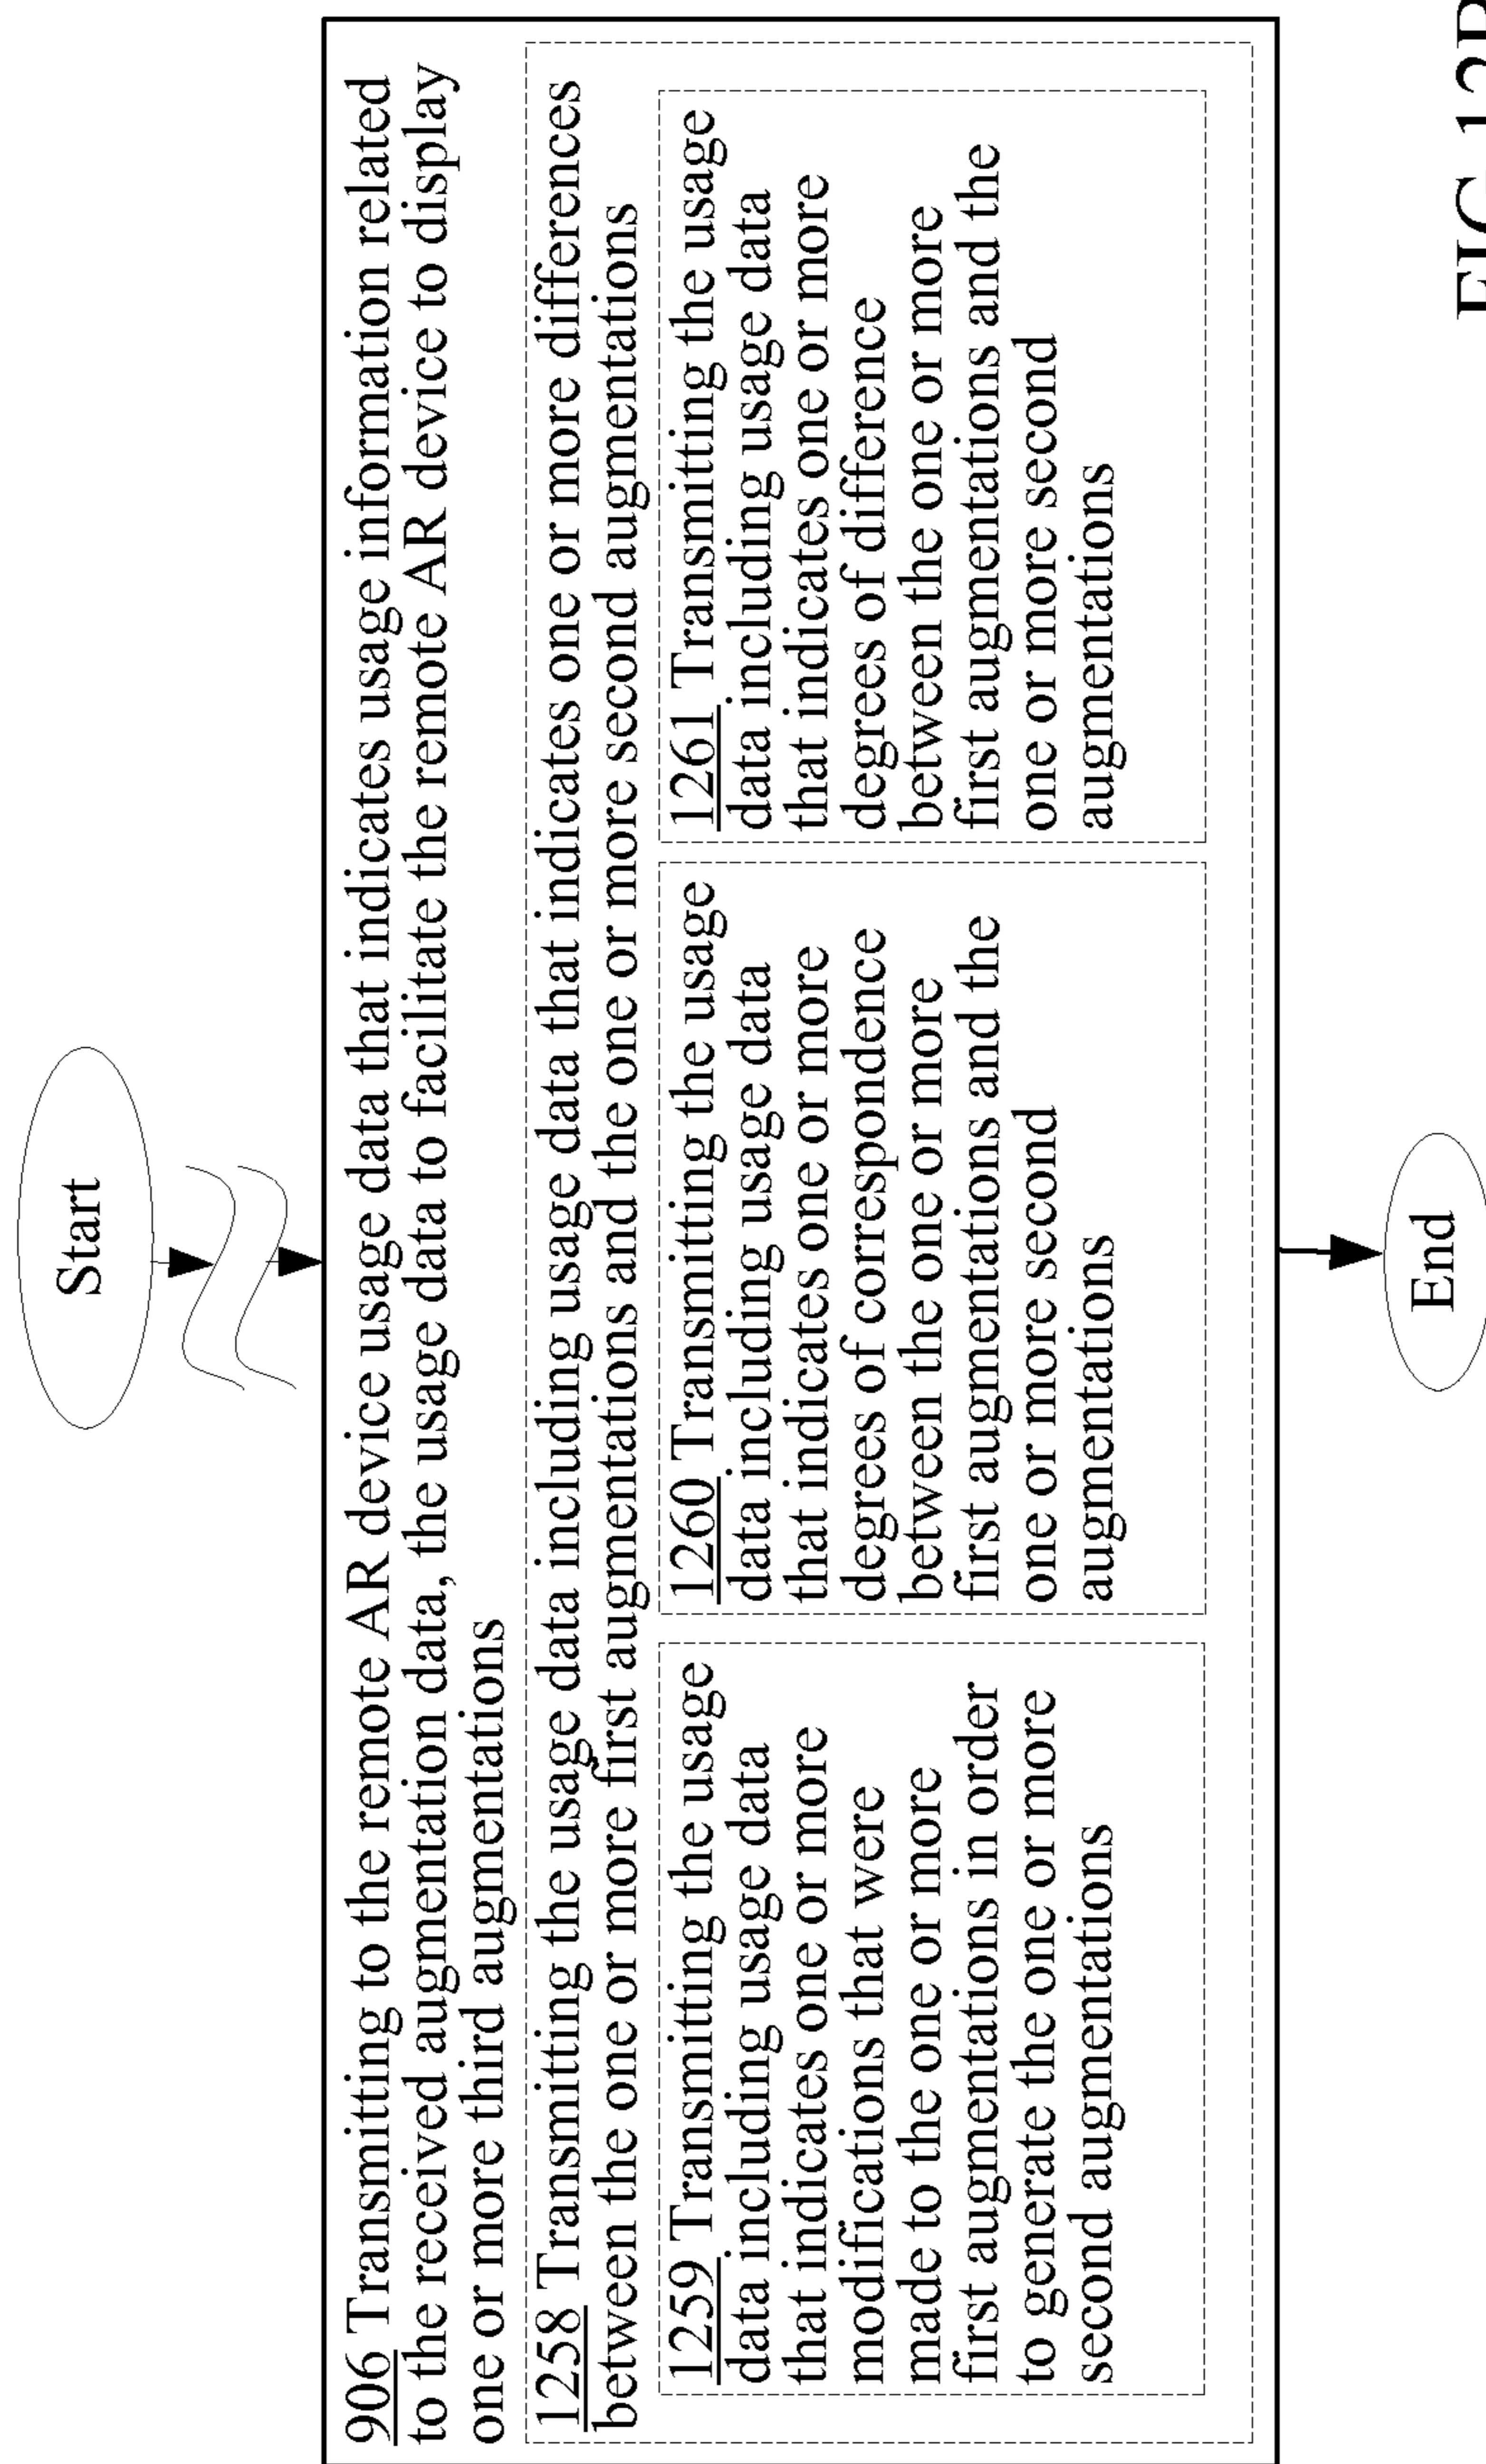 Start
906 Transmitting to the remote AR device usage data that indicates usage information related
to the received augmentation data, the usage data to facilitate the remote AR device to display
one or more third augmentations
1258 Transmitting the usage data including usage data that indicates one or more differences
between the one or more first augmentations and the one or more second augmentations
1259 Transmitting the usage
data including usage data
that indicates one or more
modifications that were
made to the one or more
first augmentations in order
to generate the one or more
second augmentations
1260 Transmitting the usage
data including usage data
that indicates one or more
degrees of correspondence
between the one or more
first augmentations and the
one or more second
augmentations
1261 Transmitting the usage
data including usage data
that indicates one or more
degrees of difference
between the one or more
first augmentations and the
one or more second
augmentations
End
FIG